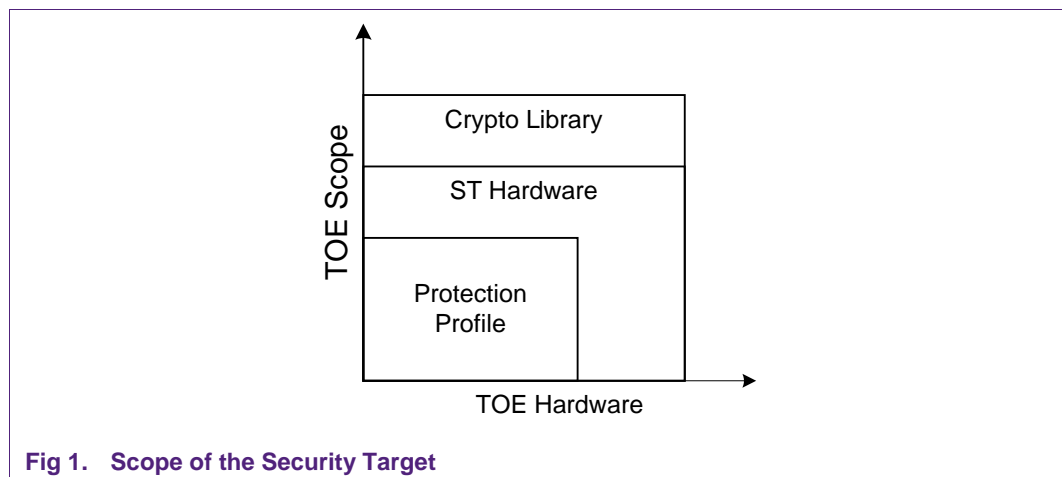 Crypto Library
ST Hardware
Protection
Profile
TOE Scope
TOE Hardware
Fig 1. Scope of the Security Target